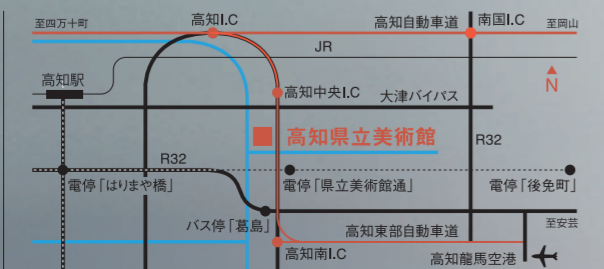 至四万十町
高知I.C
高知自動車道
南国I.C
至岡山
JR
N
高知駅
高知中央I.C
大津バイパス
高知県立美術館
R32
R32
電停「はりまや橋」
電停「県立美術館通」
電停「後免町」
バス停「葛島」
至安芸
高知東部自動車道
高知南I.C
高知龍馬空港